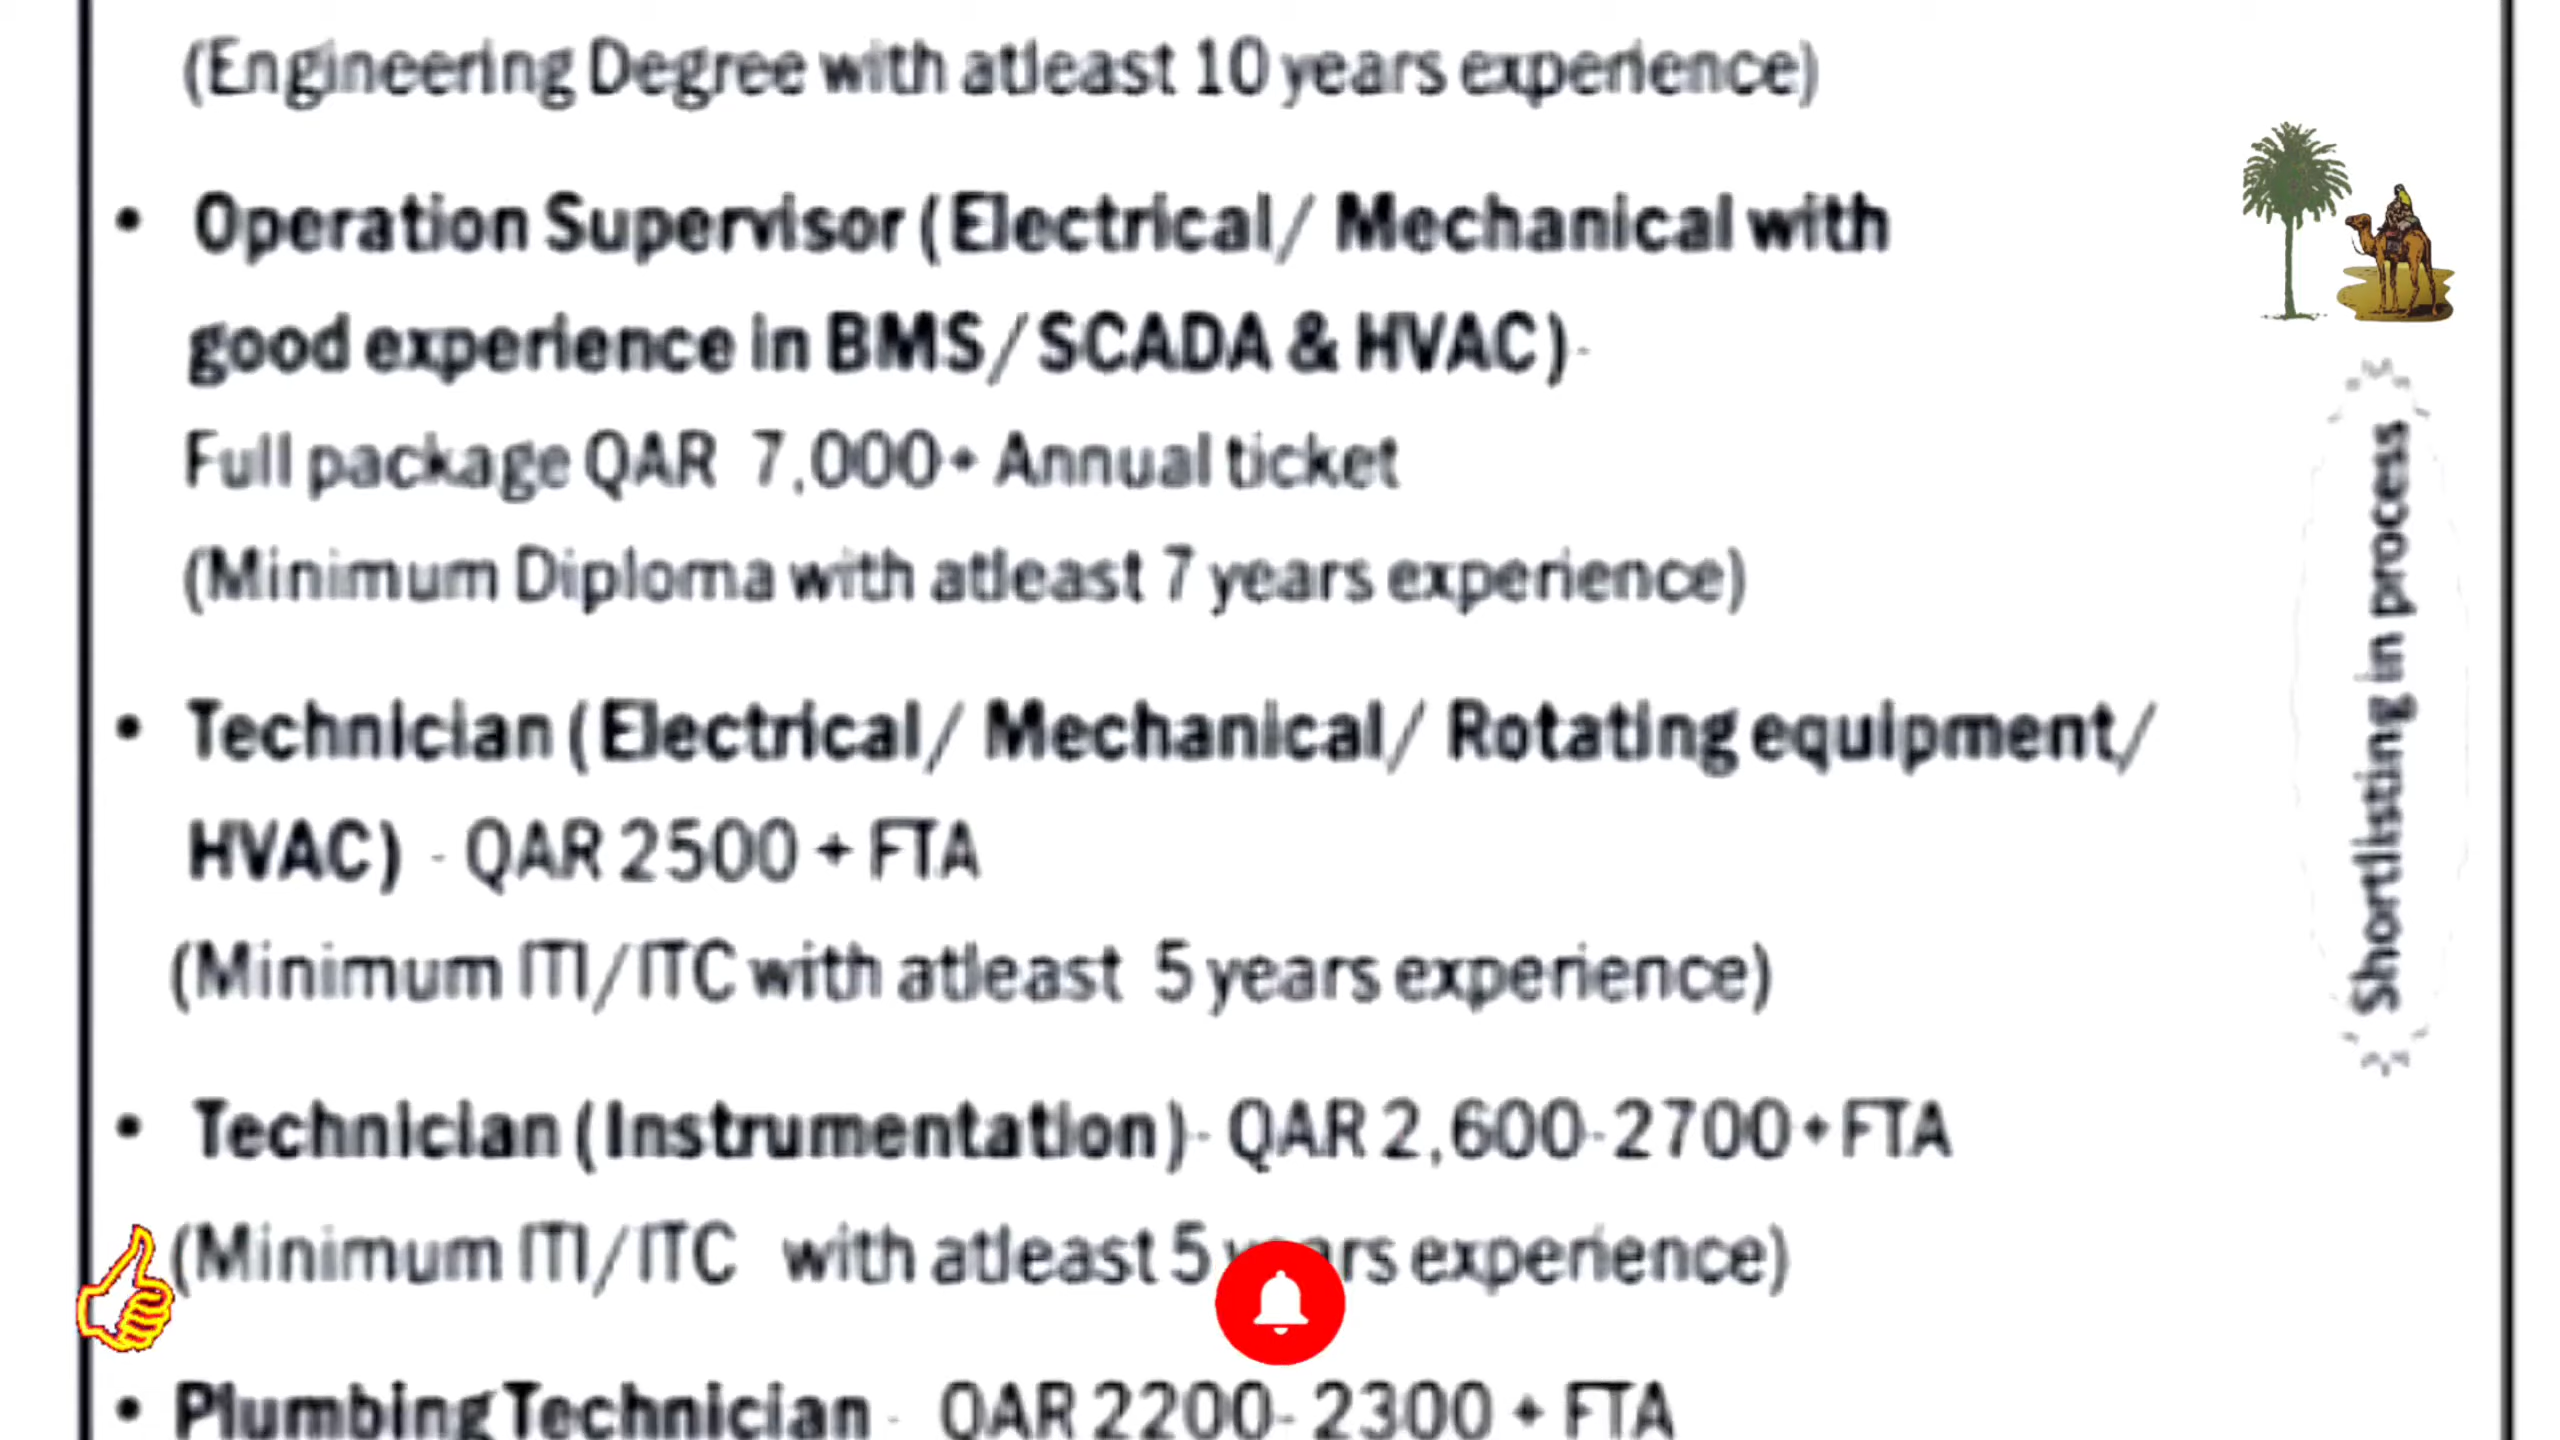 (Engineering Degree with atleast 10 years experience)
• Operation Supervisor (Electrical/ Mechanical with
good experience in BMS/SCADA & HVAC) -
Full package QAR 7,000+ Annual ticket
(Minimum Diploma with atleast 7 years experience)
• Technician (Electrical/ Mechanical/ Rotating equipment/
HVAC) - QAR 2500 + FTA
(Minimum ITI/ITC with atleast 5 years experience)
• Technician (Instrumentation)- QAR 2,600-2700+FTA
(Minimum ITI/ITC with atleast 5 years experience)
• Plumbing Technician - QAR 2200-2300 + FTA
Shortlisting in process